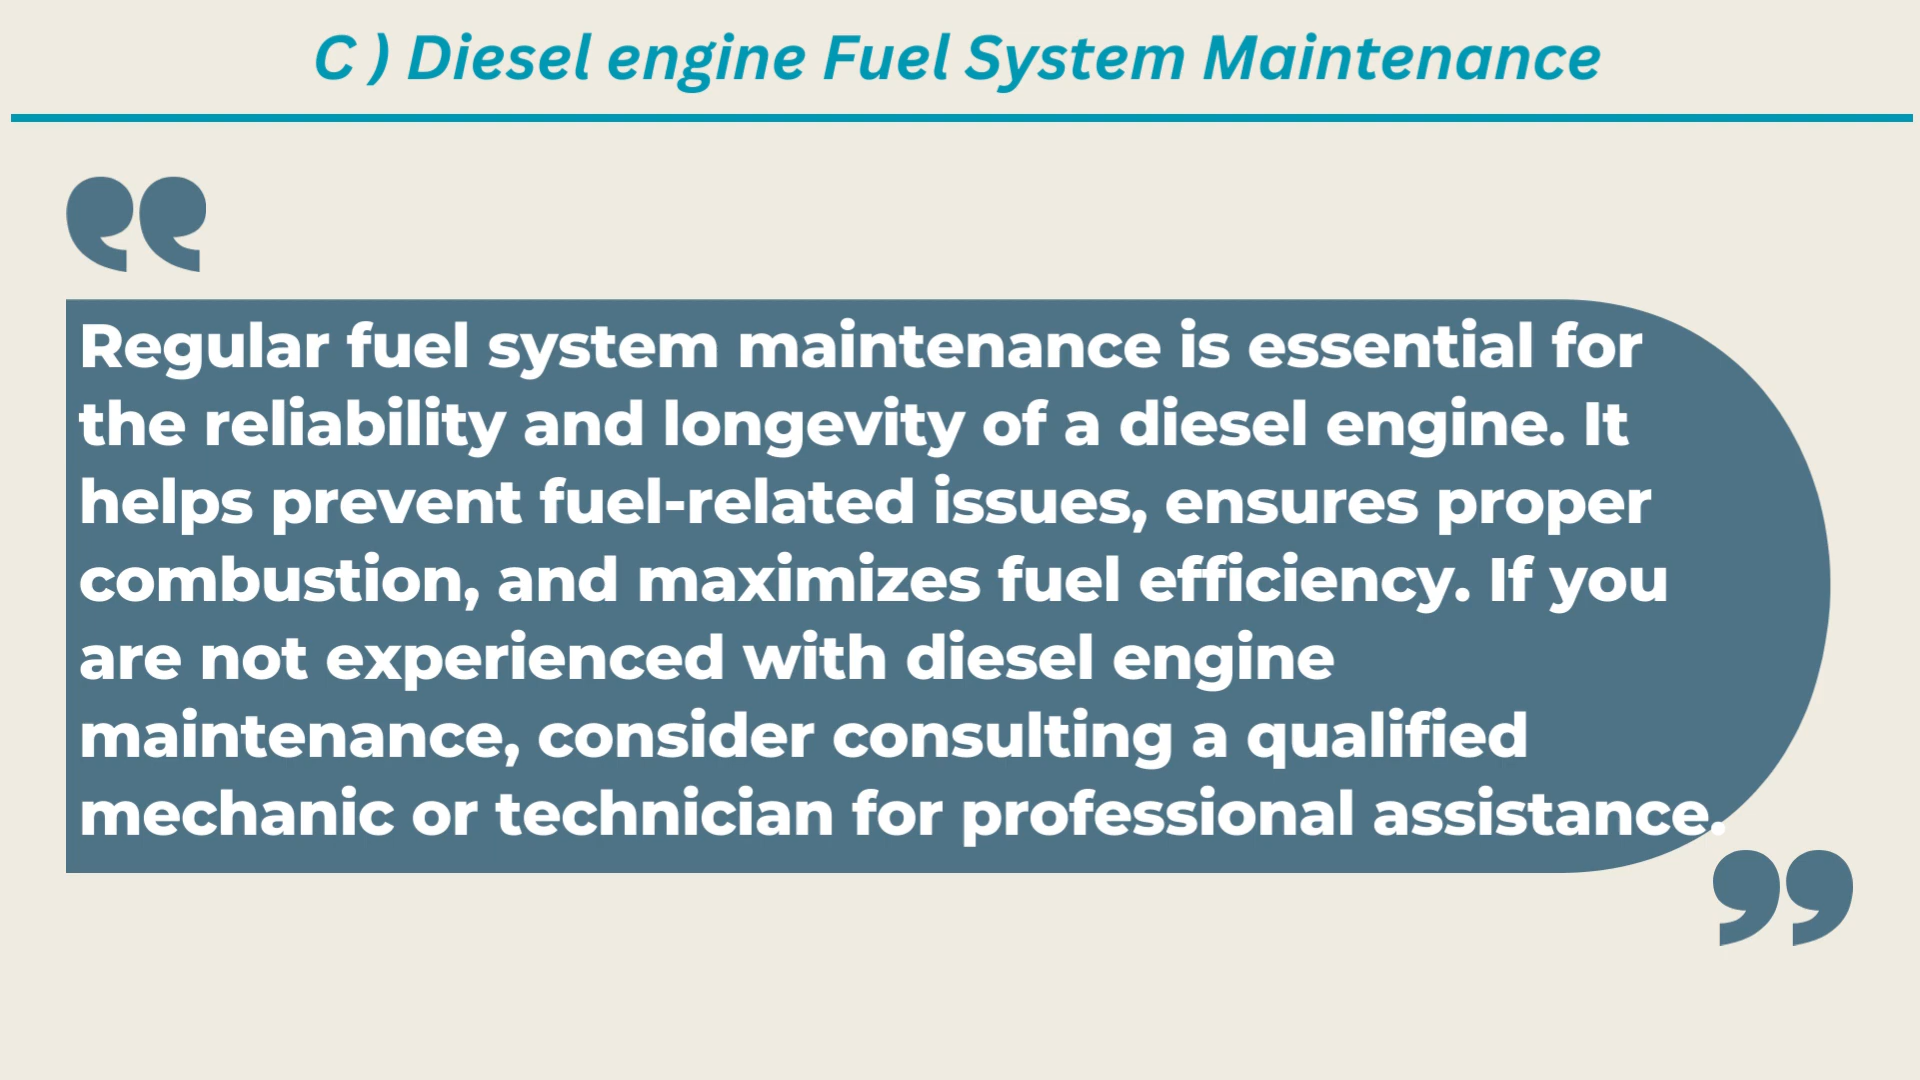 C ) Diesel engine Fuel System Maintenance
Regular fuel system maintenance is essential for
the reliability and longevity of a diesel engine. It
helps prevent fuel-related issues, ensures proper
combustion, and maximizes fuel efficiency. If you
are not experienced with diesel engine
maintenance, consider consulting a qualified
mechanic or technician for professional assistance.